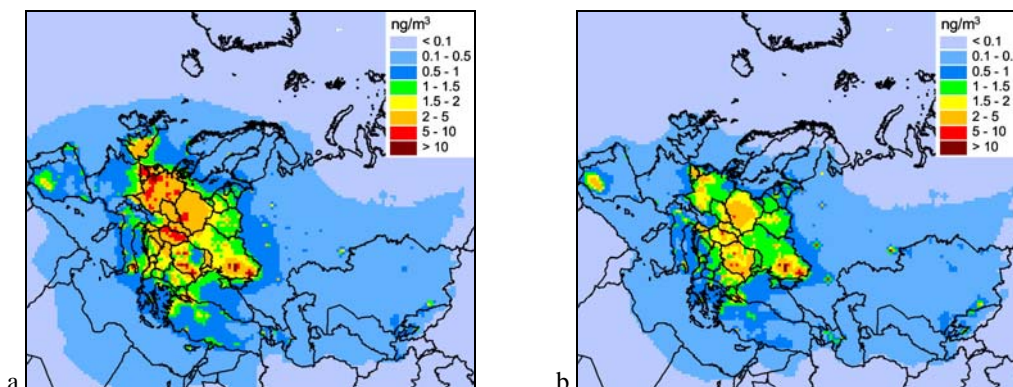 ng/m³
< 0.1
0.1 - 0.5
0.5 - 1
1 - 1.5
1.5 - 2
2 - 5
5 - 10
> 10
a
ng/m³
< 0.1
0.1 - 0.
0.5 - 1
1 - 1.5
1.5 - 2
2 - 5
5 - 10
> 10
b